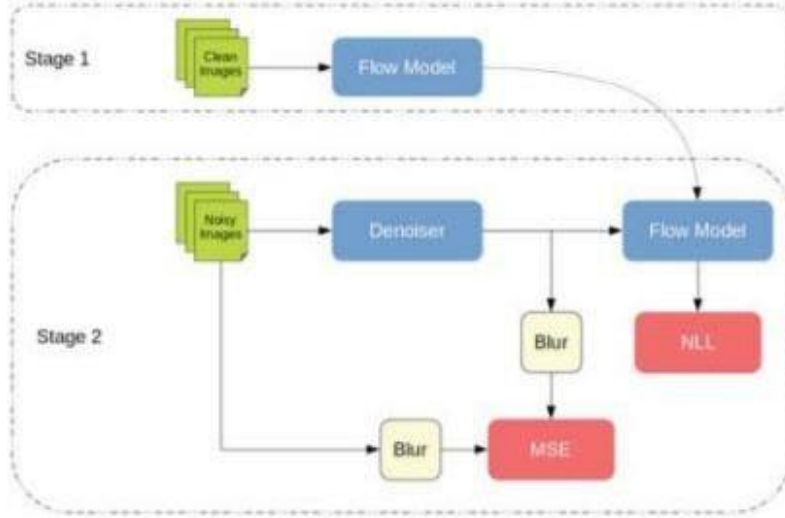 Stage 1
Clean
Images
Flow Model
Noisy
Images
Denoiser
Flow Model
Stage 2
Blur
NLL
Blur
MSE